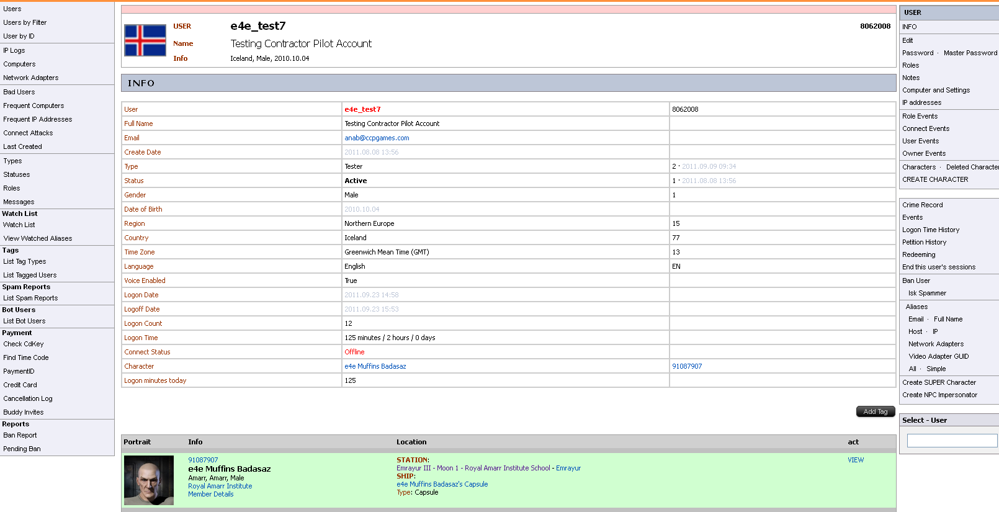 Users
Users by Filter
User by ID
IP Logs
Computers
Network Adapters
Bad Users
Frequent Computers
Frequent IP Addresses
Connect Attacks
Last Created
Types
Statuses
Roles
Messages
Watch List
Watch List
View Watched Aliases
Tags
List Tag Types
List Tagged Users
Spam Reports
List Spam Reports
Bot Users
List Bot Users
Payment
Check CdKey
Find Time Code
PaymentID
Credit Card
Cancellation Log
Buddy Invites
Reports
Ban Report
Pending Ban
USER e4e_test7 8062008
Name Testing Contractor Pilot Account
Info Iceland, Male, 2010.10.04
INFO
User e4e_test7 8062008
Full Name Testing Contractor Pilot Account
Email anab@ccpgames.com
Create Date 2011.08.08 13:56
Type Tester 2 · 2011.09.09 09:34
Status Active 1 · 2011.08.08 13:56
Gender Male 1
Date of Birth 2010.10.04
Region Northern Europe 15
Country Iceland 77
Time Zone Greenwich Mean Time (GMT) 13
Language English EN
Voice Enabled True
Logon Date 2011.09.23 14:58
Logoff Date 2011.09.23 15:53
Logon Count 12
Logon Time 125 minutes / 2 hours / 0 days
Connect Status Offline
Character e4e Muffins Badasaz 91087907
Logon minutes today 125
Add Tag
Portrait Info Location act
91087907
e4e Muffins Badasaz
Amarr, Amarr, Male
Royal Amarr Institute
Member Details
STATION:
Emrayur III - Moon 1 - Royal Amarr Institute School - Emrayur
SHIP:
e4e Muffins Badasaz's Capsule
Type: Capsule
VIEW
USER
INFO
Edit
Password · Master Password
Roles
Notes
Computer and Settings
IP addresses
Role Events
Connect Events
User Events
Owner Events
Characters · Deleted Character
CREATE CHARACTER
Crime Record
Events
Logon Time History
Petition History
Redeeming
End this user's sessions
Ban User
Isk Spammer
Aliases
Email · Full Name
Host · IP
Network Adapters
Video Adapter GUID
All · Simple
Create SUPER Character
Create NPC Impersonator
Select - User